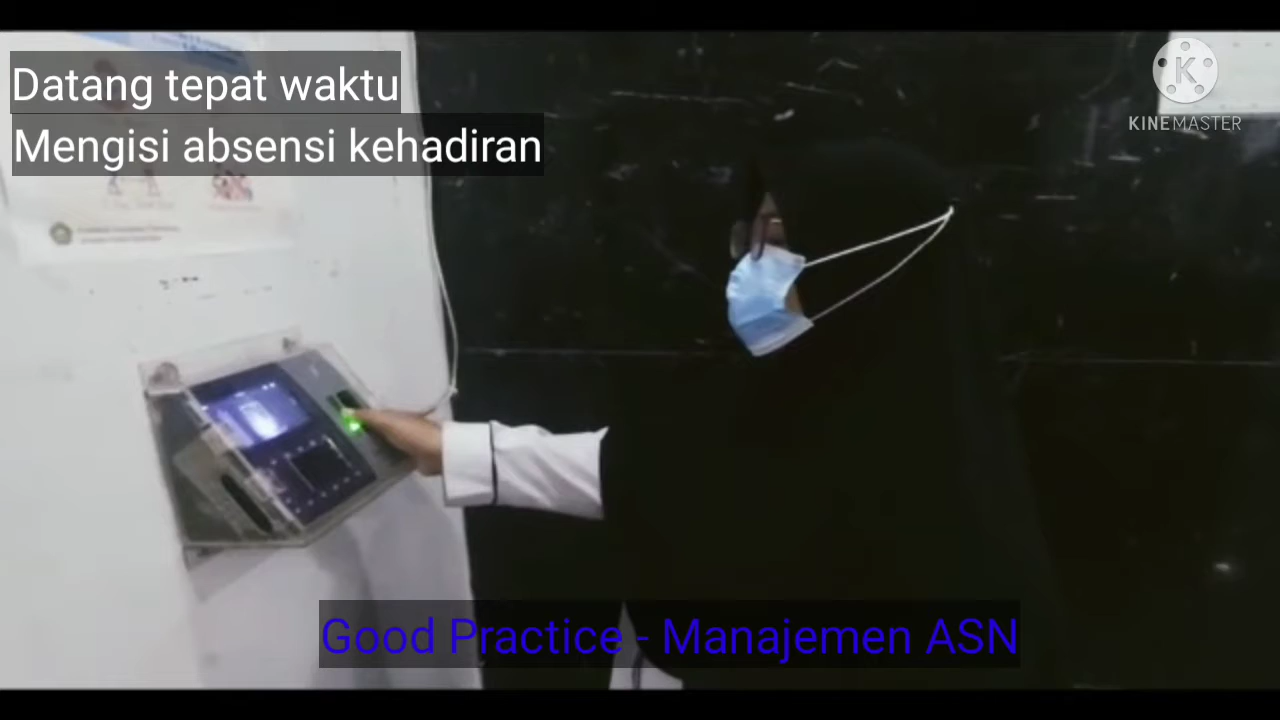 Datang tepat waktu
Mengisi absensi kehadiran
KINEMASTER
Good Practice - Manajemen ASN